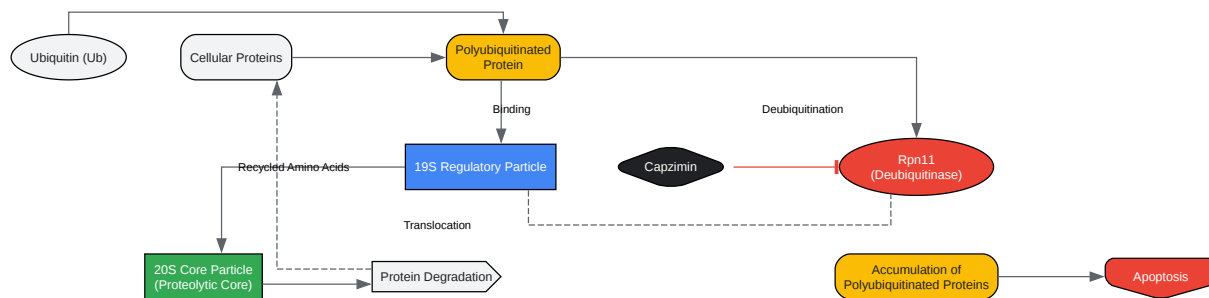 Ubiquitin (Ub)
Cellular Proteins
Polyubiquitinated
Protein
Binding
Deubiquitination
Recycled Amino Acids
19S Regulatory Particle
Capzimin
Rpn11
(Deubiquitinase)
Translocation
20S Core Particle
(Proteolytic Core)
Protein Degradation
Accumulation of
Polyubiquitinated Proteins
Apoptosis